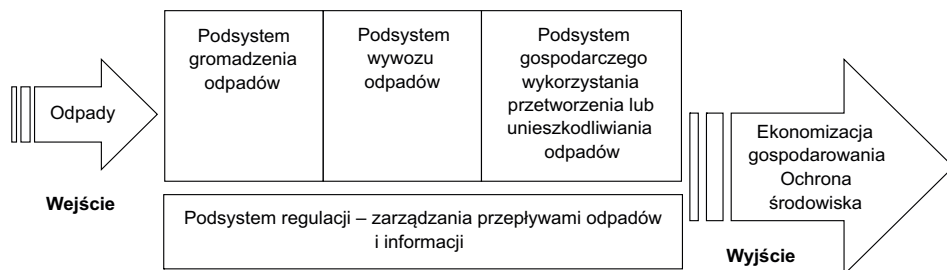 Odpady
Wejście
Podsystem
gromadzenia
odpadów
Podsystem
wywozu
odpadów
Podsystem
gospodarczego
wykorzystania
przetworzenia lub
unieszkodliwiania
odpadów
Podsystem regulacji – zarządzania przepływami odpadów
i informacji
Ekonomizacja
gospodarowania
Ochrona
środowiska
Wyjście